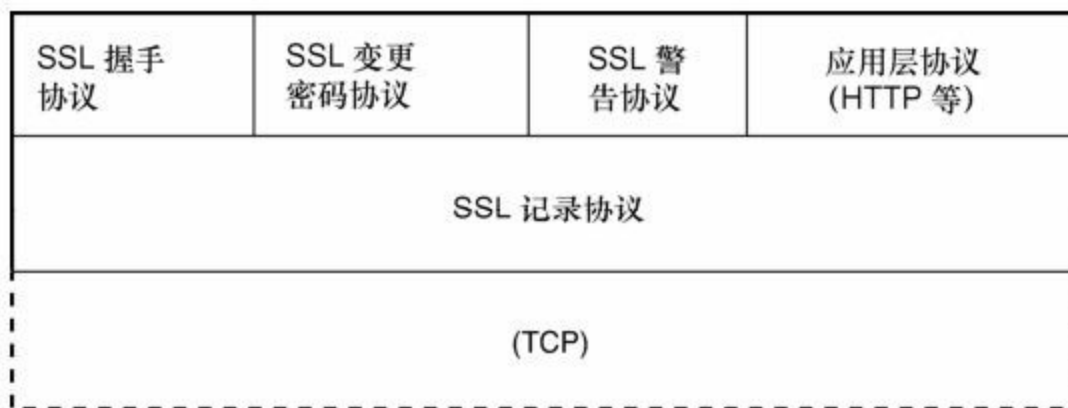 SSL 握手
协议
SSL 变更
密码协议
SSL 警
告协议
应用层协议
(HTTP 等)
SSL 记录协议
(TCP)